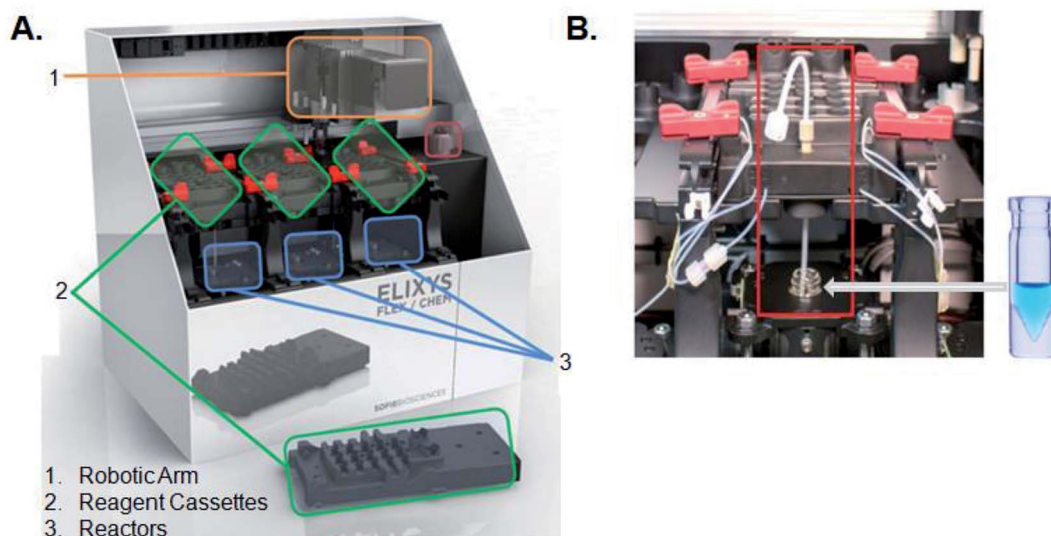 A.
B.
1
2
3
ELIXYS
FLEX / CHEM
SOFIEBIOSCIENCES
1. Robotic Arm
2. Reagent Cassettes
3. Reactors